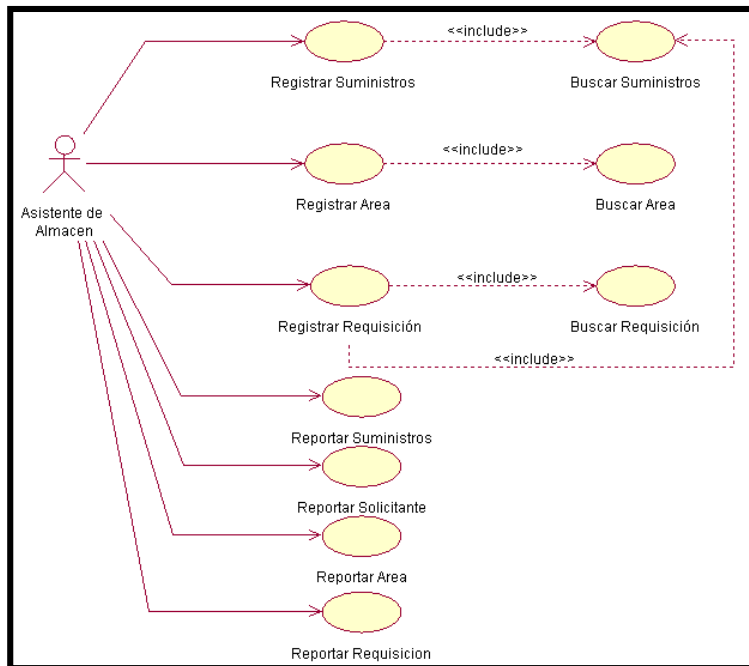 <<include>>
Registrar Suministros
Buscar Suministros
<<include>>
Registrar Area
Buscar Area
Asistente de
Almacen
<<include>>
Registrar Requisición
Buscar Requisición
<<include>>
Reportar Suministros
Reportar Solicitante
Reportar Area
Reportar Requisicion